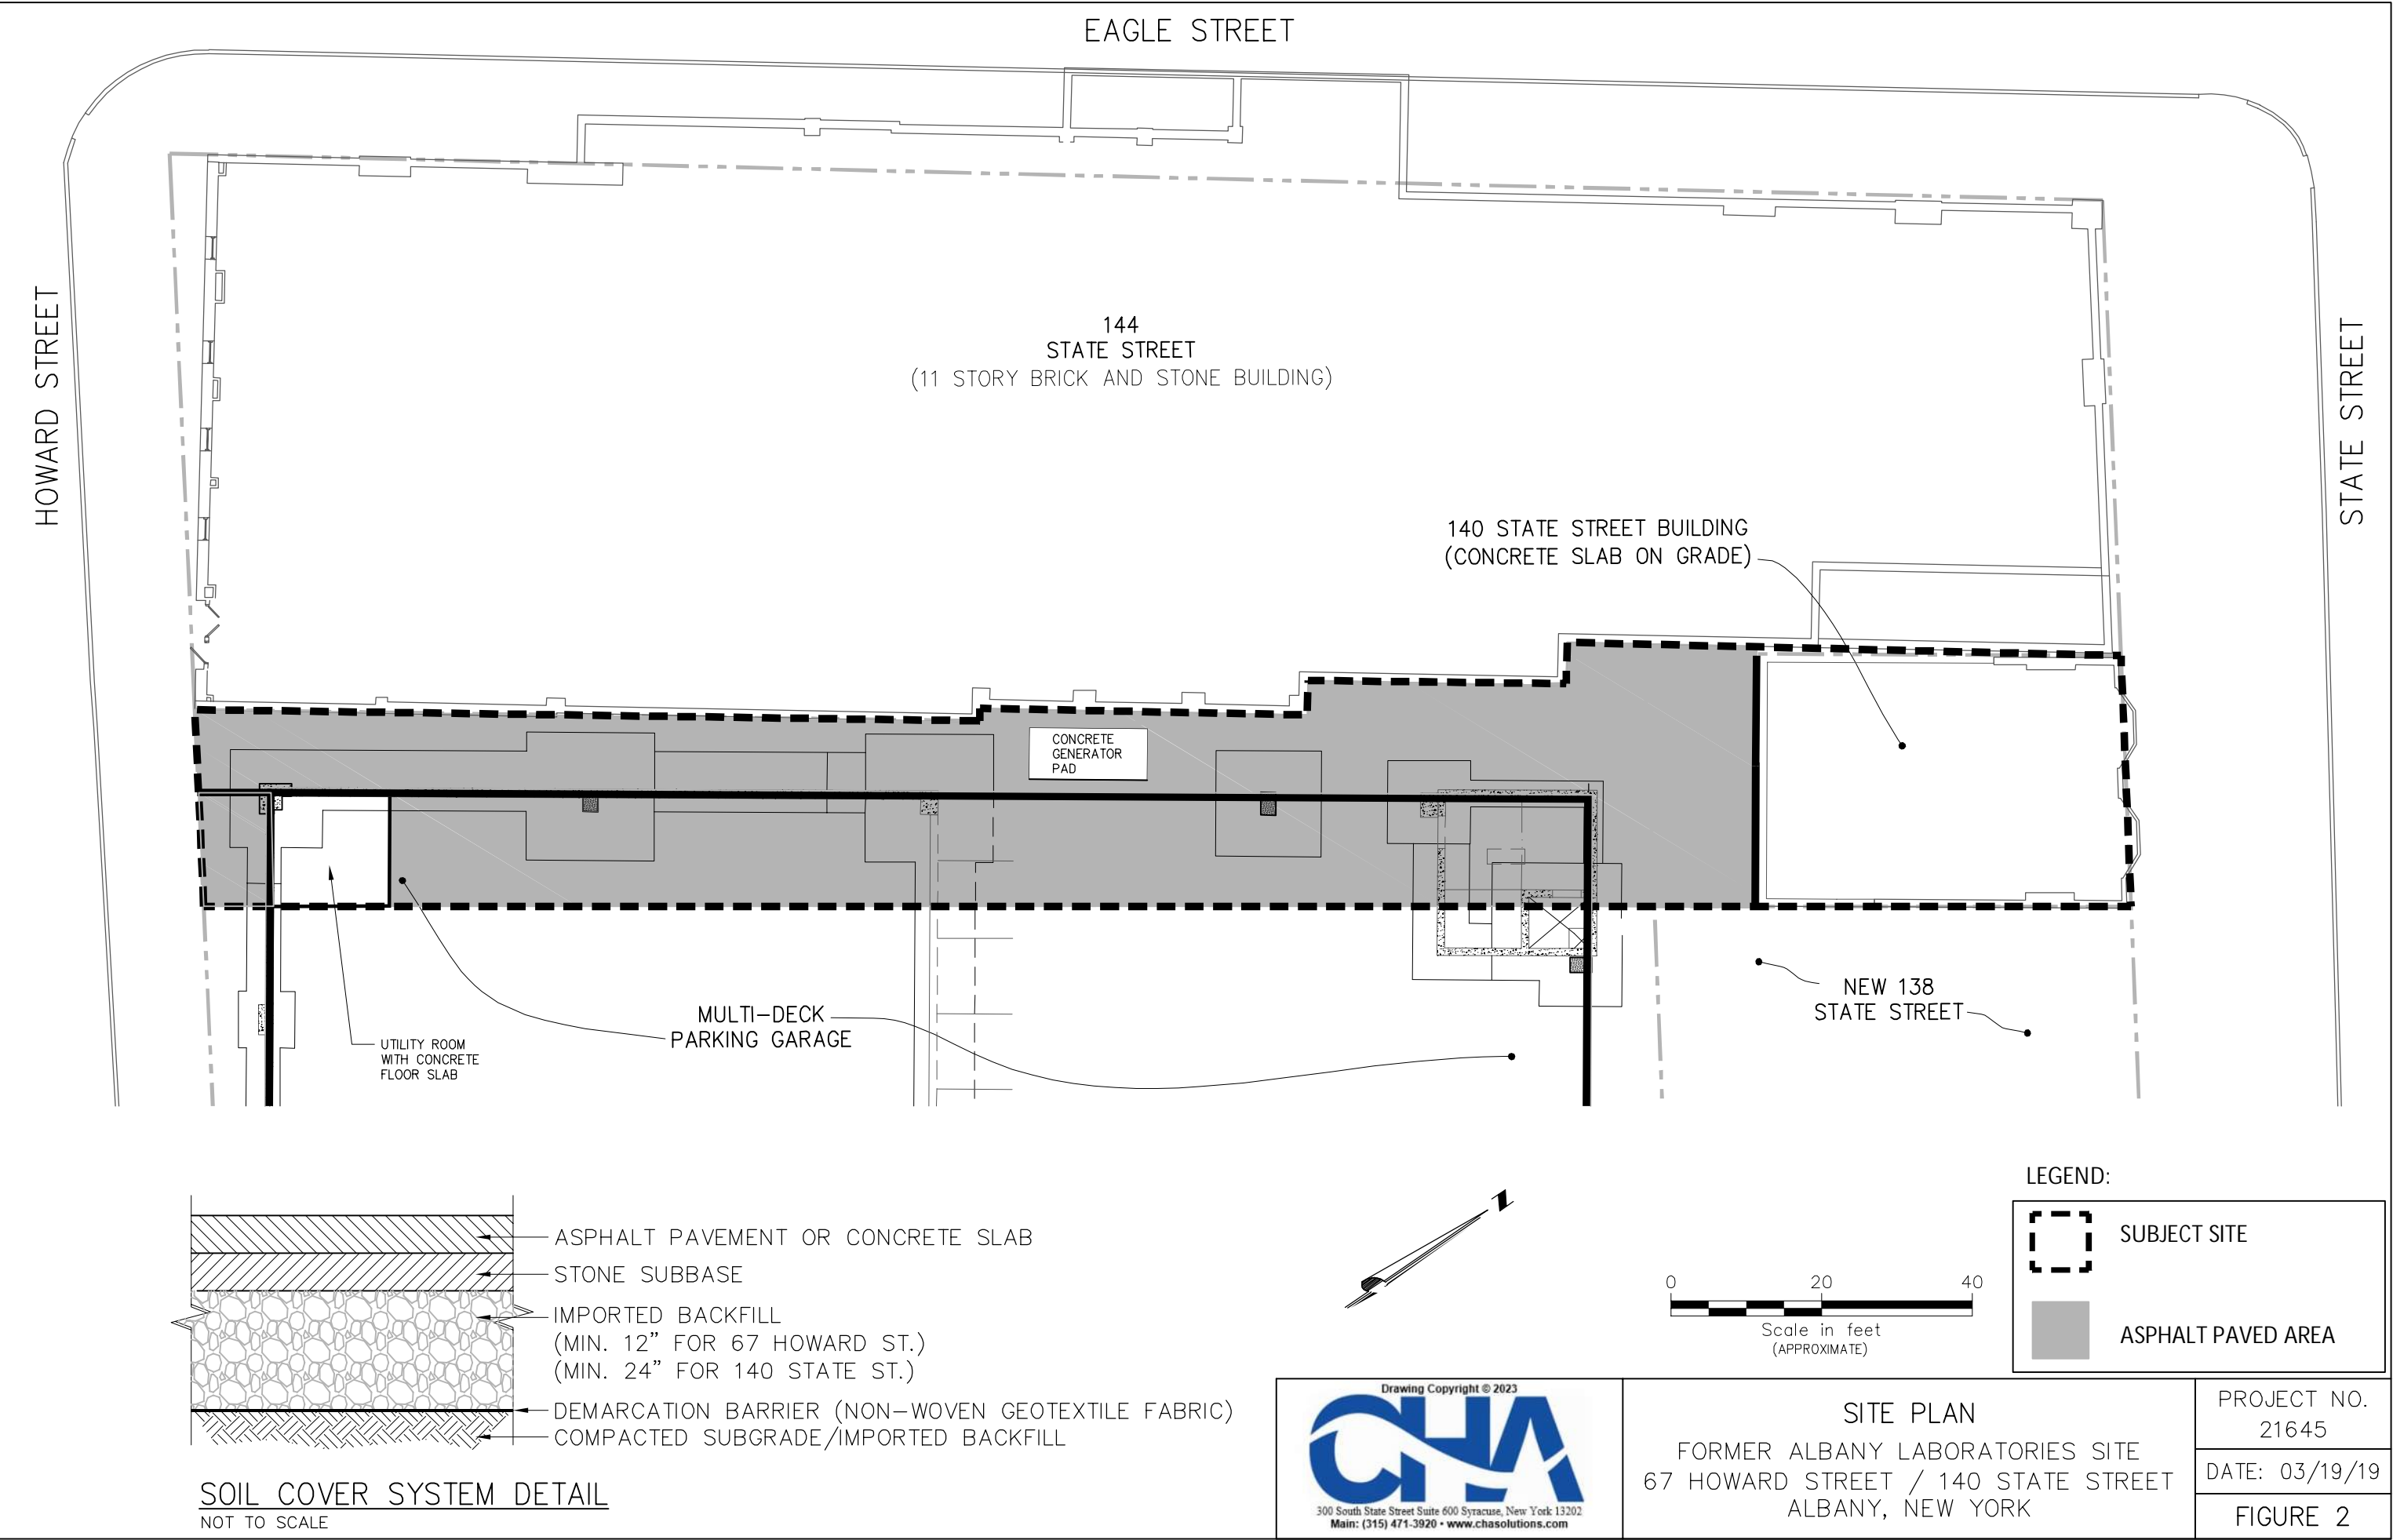 EAGLE STREET
HOWARD STREET
STATE STREET
144
STATE STREET
(11 STORY BRICK AND STONE BUILDING)
140 STATE STREET BUILDING
(CONCRETE SLAB ON GRADE)
CONCRETE
GENERATOR
PAD
NEW 138
STATE STREET
MULTI-DECK
PARKING GARAGE
UTILITY ROOM
WITH CONCRETE
FLOOR SLAB
ASPHALT PAVEMENT OR CONCRETE SLAB
STONE SUBBASE
IMPORTED BACKFILL
(MIN. 12" FOR 67 HOWARD ST.)
(MIN. 24" FOR 140 STATE ST.)
DEMARCATION BARRIER (NON-WOVEN GEOTEXTILE FABRIC)
COMPACTED SUBGRADE/IMPORTED BACKFILL
SOIL COVER SYSTEM DETAIL
NOT TO SCALE
N
0 20 40
Scale in feet
(APPROXIMATE)
LEGEND:
SUBJECT SITE
ASPHALT PAVED AREA
Drawing Copyright © 2023
CHA
300 South State Street Suite 600 Syracuse, New York 13202
Main: (315) 471-3920 • www.chasolutions.com
SITE PLAN
FORMER ALBANY LABORATORIES SITE
67 HOWARD STREET / 140 STATE STREET
ALBANY, NEW YORK
PROJECT NO.
21645
DATE: 03/19/19
FIGURE 2